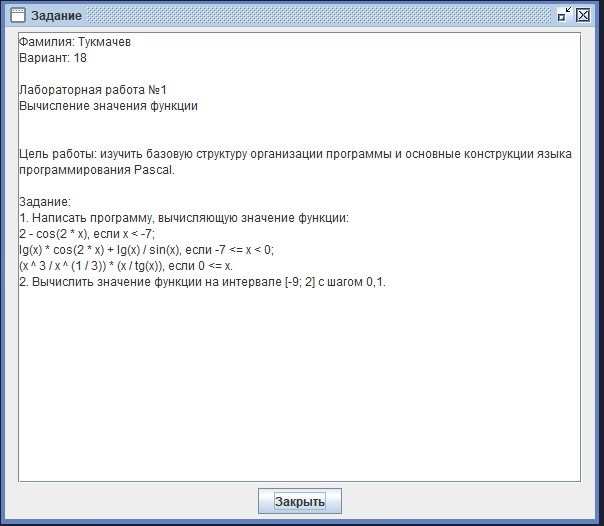 Задание
Фамилия: Тукмачев
Вариант: 18
Лабораторная работа №1
Вычисление значения функции
Цель работы: изучить базовую структуру организации программы и основные конструкции языка
программирования Pascal.
Задание:
1. Написать программу, вычисляющую значение функции:
2 - cos(2 * x), если x < -7;
lg(x) * cos(2 * x) + lg(x) / sin(x), если -7 <= x < 0;
(x ^ 3 / x ^ (1 / 3)) * (x / tg(x)), если 0 <= x.
2. Вычислить значение функции на интервале [-9; 2] с шагом 0,1.
Закрыть